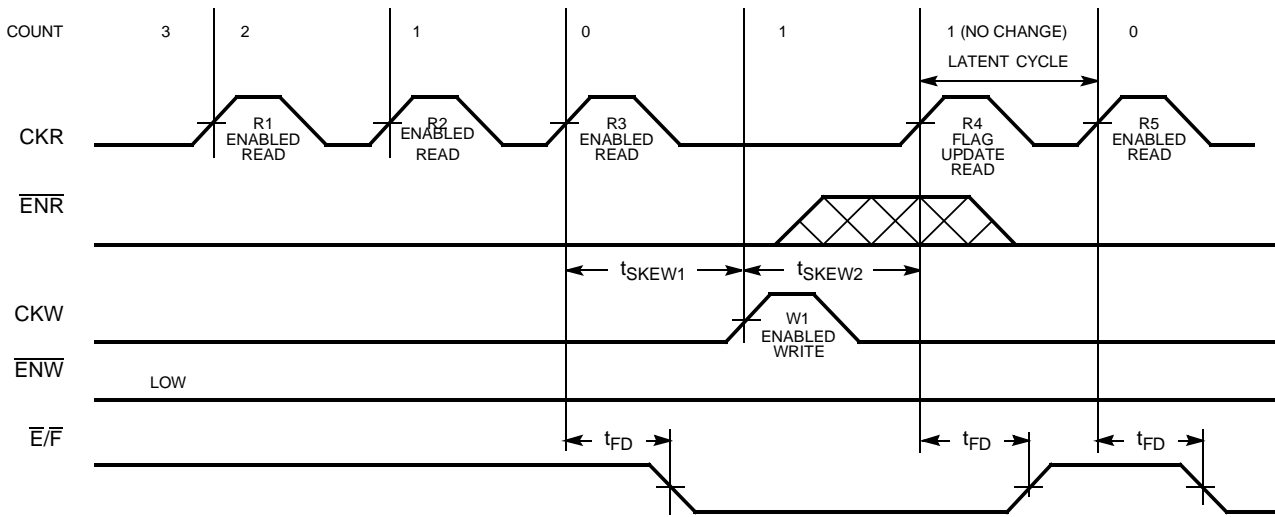 COUNT 3 2 1 0 1 1 (NO CHANGE) 0
LATENT CYCLE
CKR
R1
ENABLED
READ
R2
ENABLED
READ
R3
ENABLED
READ
R4
FLAG
UPDATE
READ
R5
ENABLED
READ
ENR
tSKEW1 tSKEW2
CKW
W1
ENABLED
WRITE
ENW
LOW
E/F
tFD tFD tFD